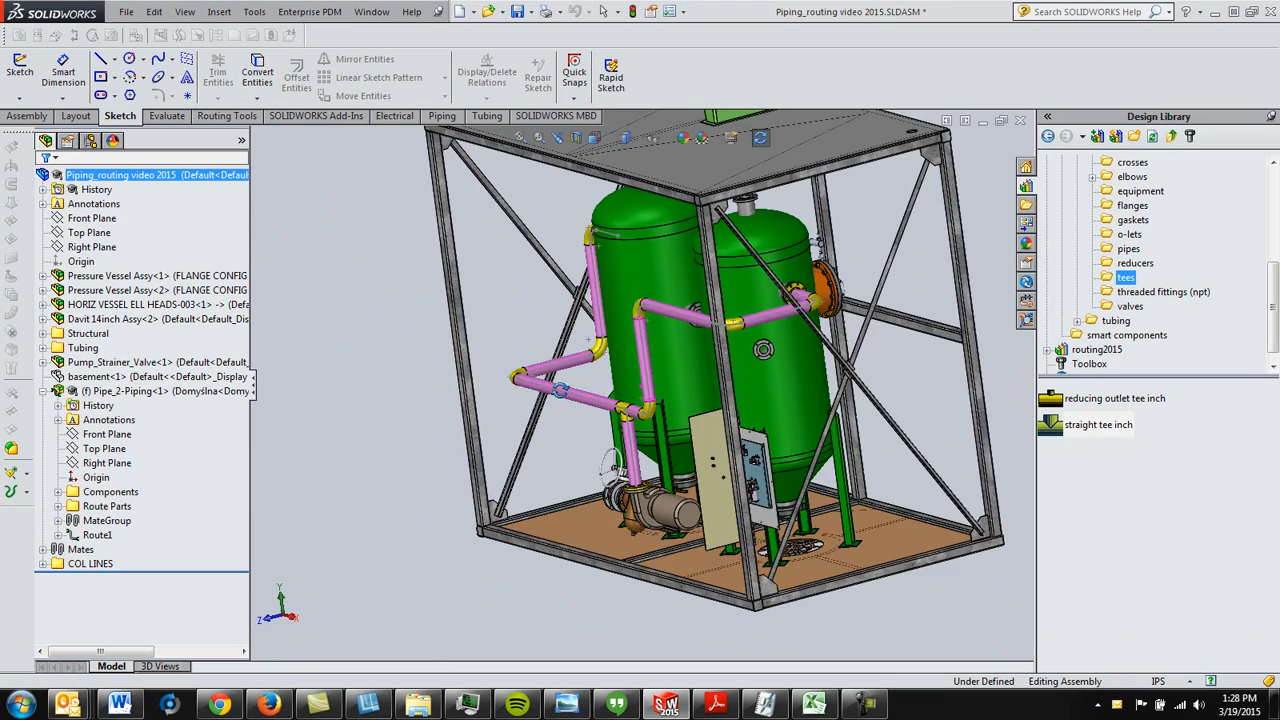 SOLIDWORKS
File Edit View Insert Tools Enterprise PDM Window Help
Piping_routing video 2015.SLDASM *
Search SOLIDWORKS Help
Sketch
Smart Dimension
Trim Entities
Convert Entities
Offset Entities
Mirror Entities
Linear Sketch Pattern
Move Entities
Display/Delete Relations
Repair Sketch
Quick Snaps
Rapid Sketch
Assembly Layout Sketch Evaluate Routing Tools SOLIDWORKS Add-Ins Electrical Piping Tubing SOLIDWORKS MBD
Piping_routing video 2015 (Default<Defaul
History
Annotations
Front Plane
Top Plane
Right Plane
Origin
Pressure Vessel Assy<1> (FLANGE CONFIG
Pressure Vessel Assy<2> (FLANGE CONFIG
HORIZ VESSEL ELL HEADS-003<1> -> (Defa
Davit 14inch Assy<2> (Default_Dis
Structural
Tubing
Pump_Strainer_Valve<1> (Default<Default_
basement<1> (Default<<Default>_Display
(f) Pipe_2-Piping<1> (Domyślna<Domy
History
Annotations
Front Plane
Top Plane
Right Plane
Origin
Components
Route Parts
MateGroup
Route1
Mates
COL LINES
Model 3D Views
Y
Z
X
Design Library
crosses
elbows
equipment
flanges
gaskets
o-lets
pipes
reducers
tees
threaded fittings (npt)
valves
tubing
smart components
routing2015
Toolbox
reducing outlet tee inch
straight tee inch
Under Defined Editing Assembly IPS
SW 2015
1:28 PM
3/19/2015